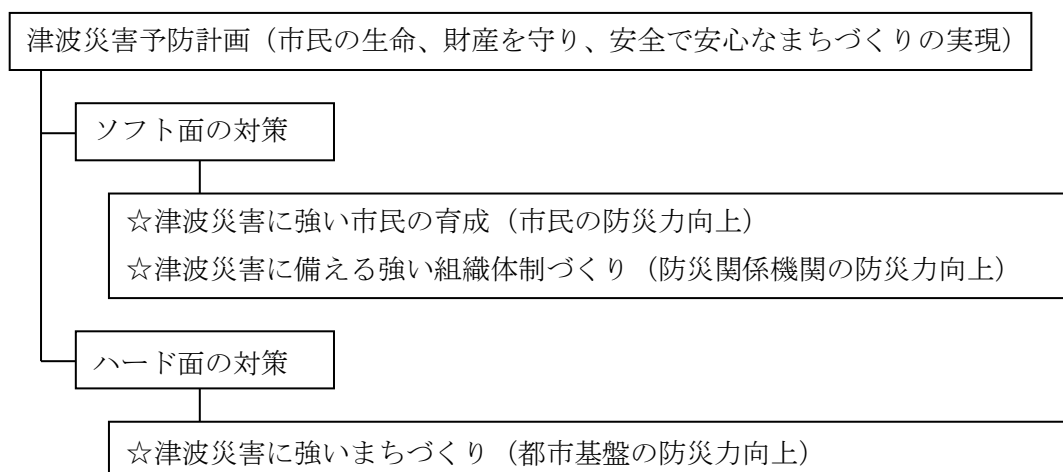 津波災害予防計画（市民の生命、財産を守り、安全で安心なまちづくりの実現）
ソフト面の対策
☆津波災害に強い市民の育成（市民の防災力向上）
☆津波災害に備える強い組織体制づくり（防災関係機関の防災力向上）
ハード面の対策
☆津波災害に強いまちづくり（都市基盤の防災力向上）